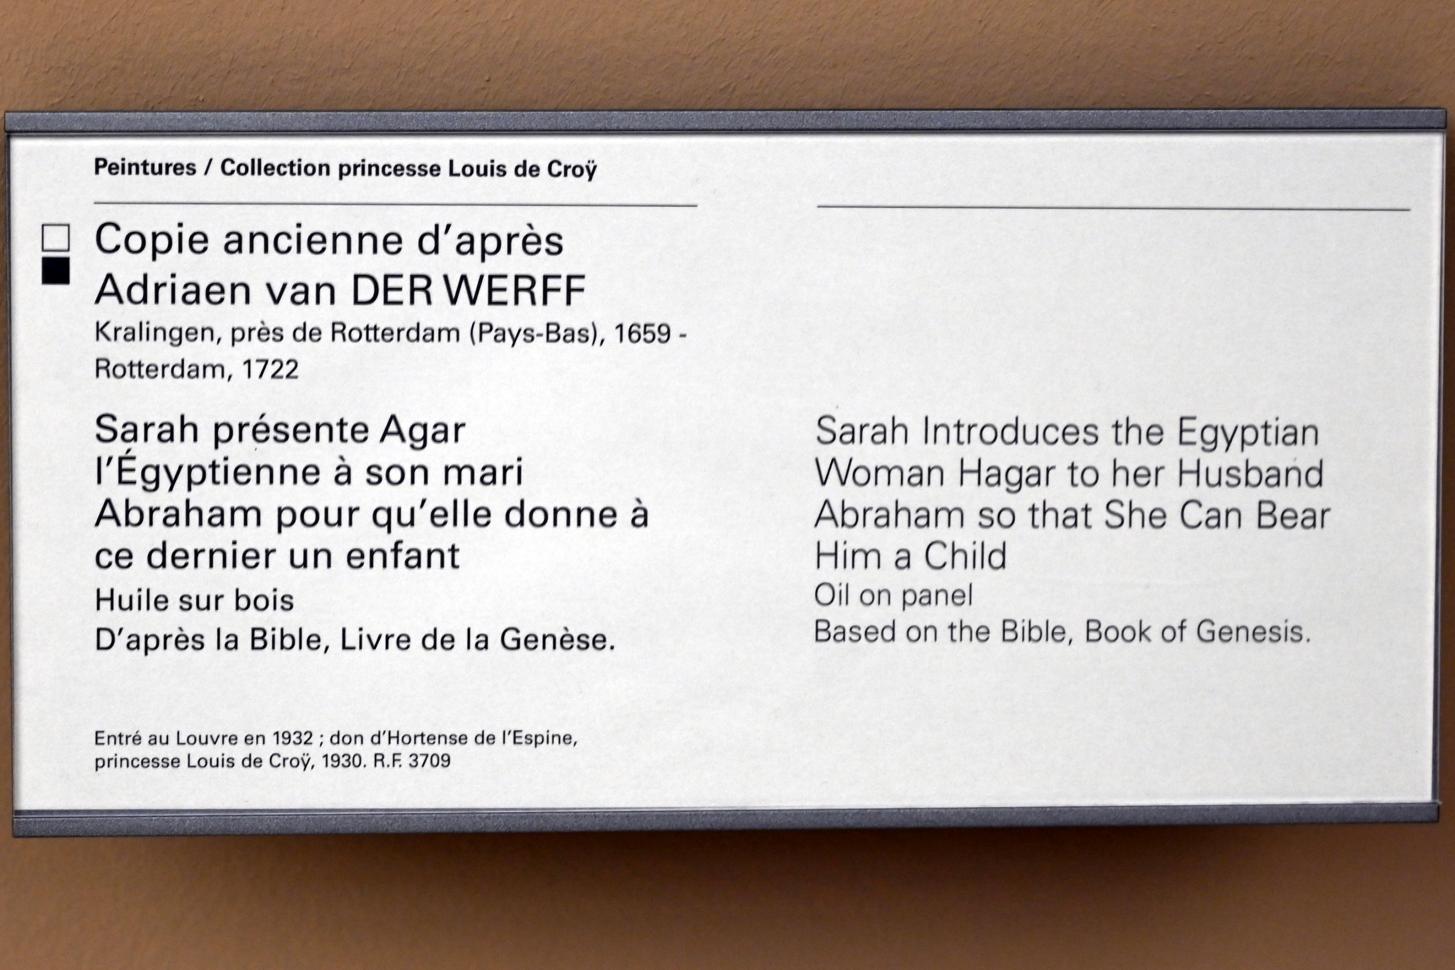 Peintures / Collection princesse Louis de Croÿ
Copie ancienne d'après
Adriaen van DER WERFF
Kralingen, près de Rotterdam (Pays-Bas), 1659 -
Rotterdam, 1722
Sarah présente Agar
l'Égyptienne à son mari
Abraham pour qu'elle donne à
ce dernier un enfant
Huile sur bois
D'après la Bible, Livre de la Genèse.
Entré au Louvre en 1932 ; don d'Hortense de l'Espine,
princesse Louis de Croÿ, 1930. R.F. 3709
Sarah Introduces the Egyptian
Woman Hagar to her Husband
Abraham so that She Can Bear
Him a Child
Oil on panel
Based on the Bible, Book of Genesis.